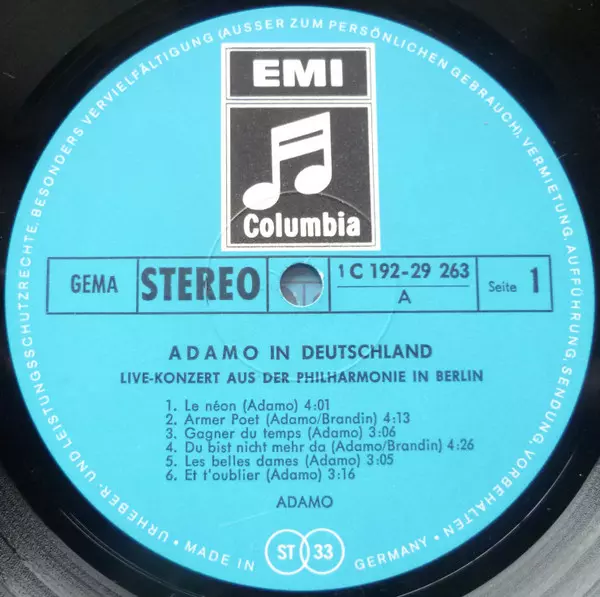 EMI
Columbia
GEMA
STEREO
1 C 192-29 263
A
Seite 1
ADAMO IN DEUTSCHLAND
LIVE-KONZERT AUS DER PHILHARMONIE IN BERLIN
1. Le néon (Adamo) 4:01
2. Armer Poet (Adamo/Brandin) 4:13
3. Gagner du temps (Adamo) 3:06
4. Du bist nicht mehr da (Adamo/Brandin) 4:26
5. Les belles dames (Adamo) 3:05
6. Et t'oublier (Adamo) 3:16
ADAMO
URHEBER- UND LEISTUNGSSCHUTZRECHTE, BESONDERS VERVIELFÄLTIGUNG (AUSSER ZUM PERSÖNLICHEN GEBRAUCH), VERMIETUNG, AUFFÜHRUNG, SENDUNG, VORBEHALTEN
• MADE IN GERMANY •
ST 33